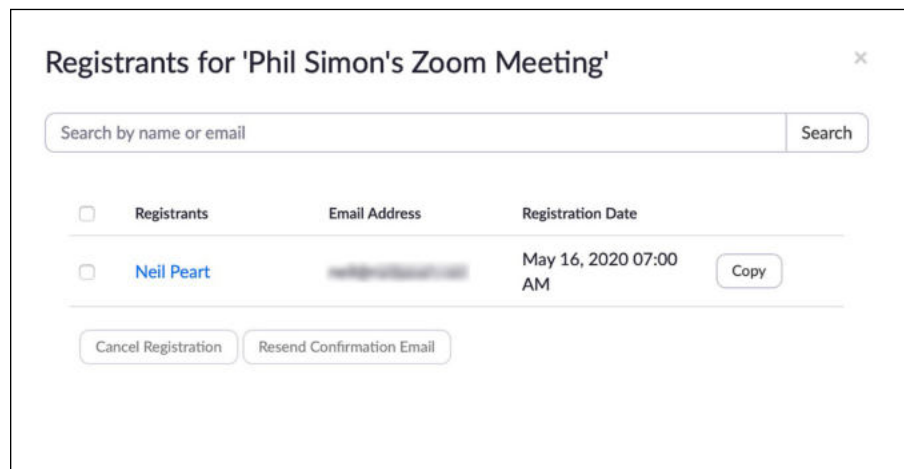 Registrants for 'Phil Simon's Zoom Meeting'
×
Search by name or email Search
Registrants Email Address Registration Date
Neil Peart May 16, 2020 07:00 Copy
AM
Cancel Registration Resend Confirmation Email